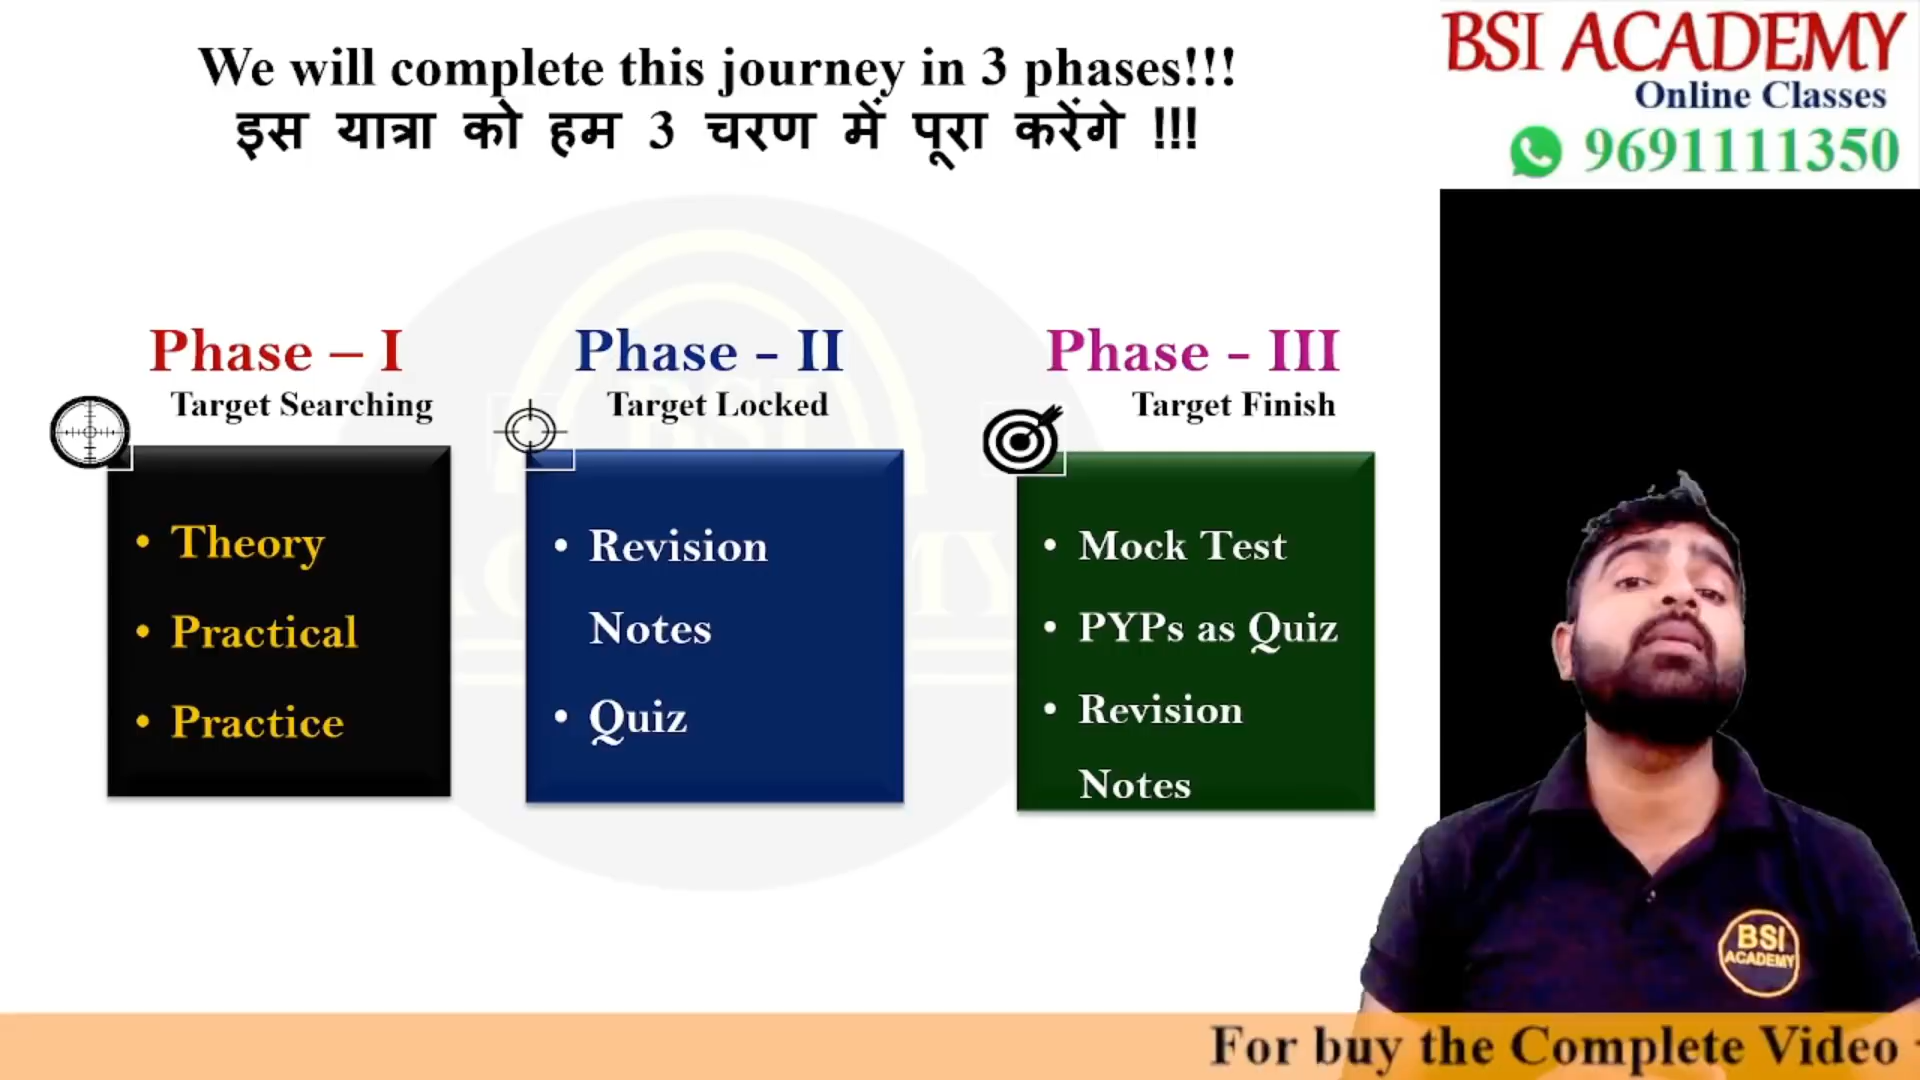 We will complete this journey in 3 phases!!!
इस यात्रा को हम 3 चरण में पूरा करेंगे !!!
BSI ACADEMY
Online Classes
9691111350
Phase – I
Target Searching
• Theory
• Practical
• Practice
Phase - II
Target Locked
• Revision
Notes
• Quiz
Phase - III
Target Finish
• Mock Test
• PYPs as Quiz
• Revision
Notes
BSI
ACADEMY
BSI
ACADEMY
For buy the Complete Video